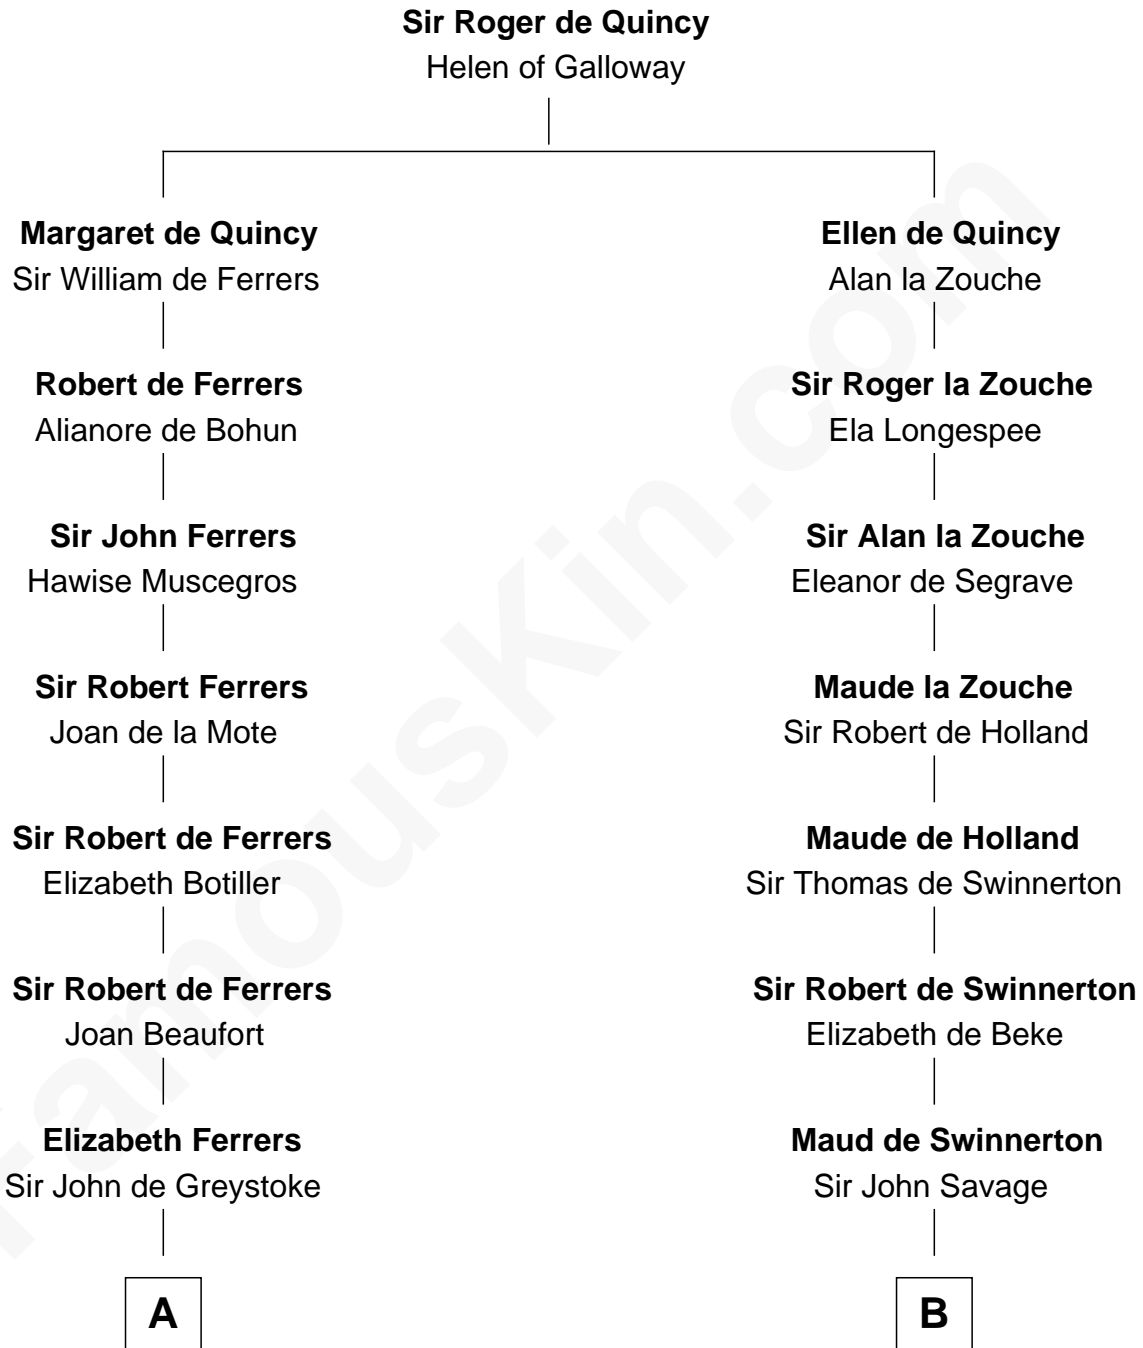 Sir Roger de Quincy
Helen of Galloway
Margaret de Quincy
Sir William de Ferrers
Ellen de Quincy
Alan la Zouche
Robert de Ferrers
Alianore de Bohun
Sir Roger la Zouche
Ela Longespee
Sir John Ferrers
Hawise Muscegros
Sir Alan la Zouche
Eleanor de Segrave
Sir Robert Ferrers
Joan de la Mote
Maude la Zouche
Sir Robert de Holland
Sir Robert de Ferrers
Elizabeth Botiller
Maude de Holland
Sir Thomas de Swinnerton
Sir Robert de Ferrers
Joan Beaufort
Sir Robert de Swinnerton
Elizabeth de Beke
Elizabeth Ferrers
Sir John de Greystoke
Maud de Swinnerton
Sir John Savage
A
B
FamousKin.com